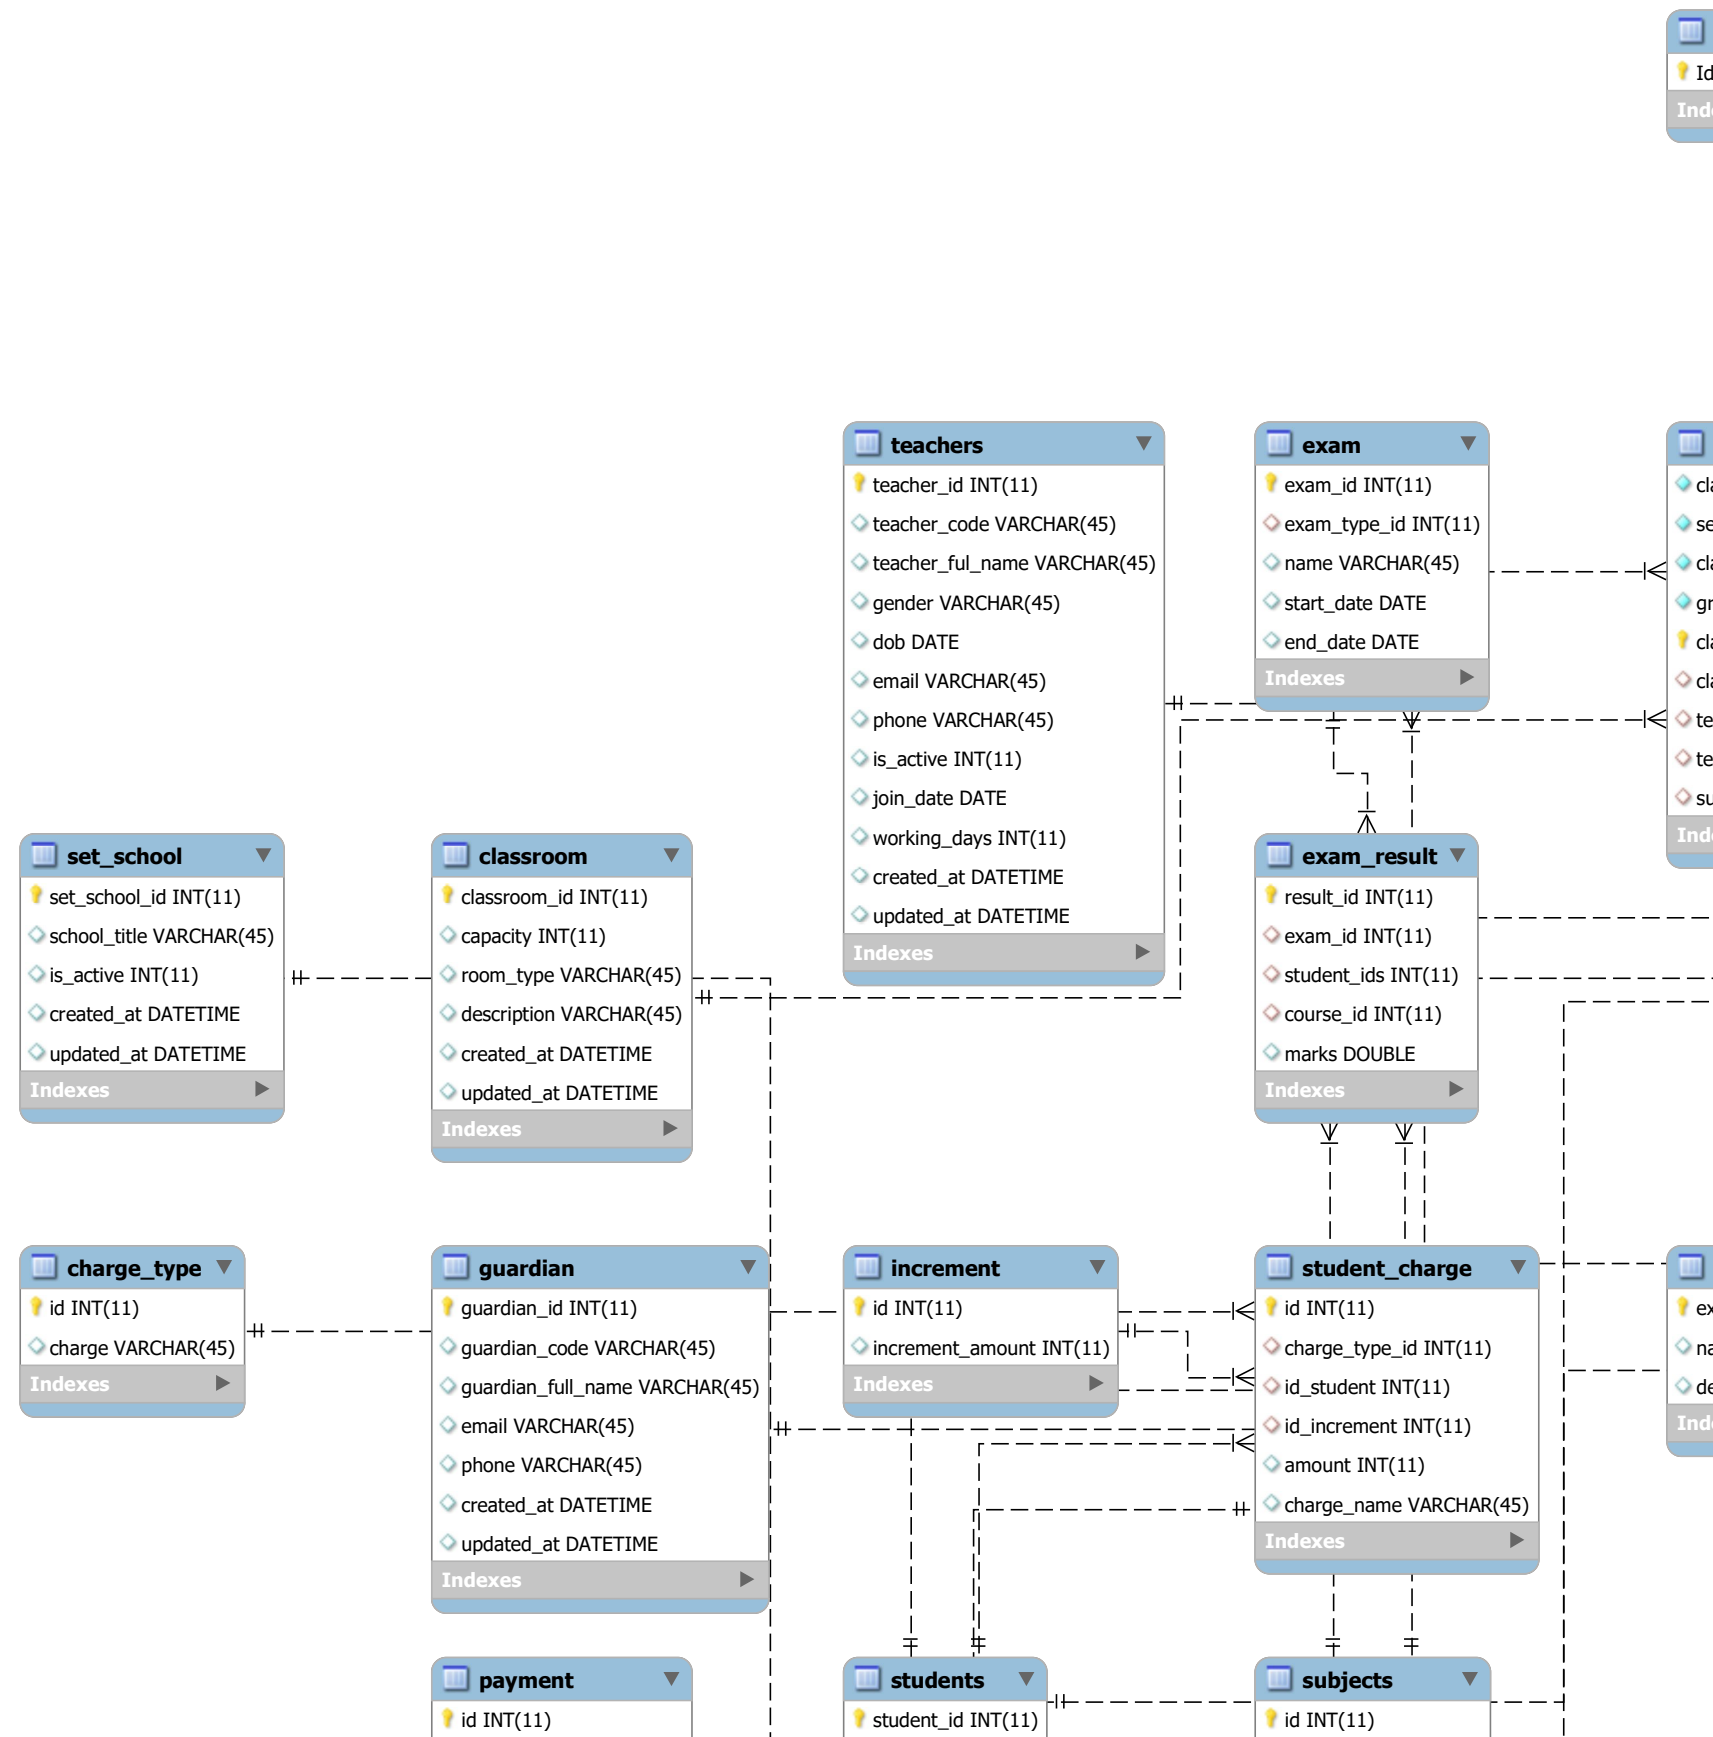 Id
teachers
teacher_id INT(11)
teacher_code VARCHAR(45)
teacher_ful_name VARCHAR(45)
gender VARCHAR(45)
dob DATE
email VARCHAR(45)
phone VARCHAR(45)
is_active INT(11)
join_date DATE
working_days INT(11)
created_at DATETIME
updated_at DATETIME
Indexes
exam
exam_id INT(11)
exam_type_id INT(11)
name VARCHAR(45)
start_date DATE
end_date DATE
Indexes
set_school
set_school_id INT(11)
school_title VARCHAR(45)
is_active INT(11)
created_at DATETIME
updated_at DATETIME
Indexes
classroom
classroom_id INT(11)
capacity INT(11)
room_type VARCHAR(45)
description VARCHAR(45)
created_at DATETIME
updated_at DATETIME
Indexes
exam_result
result_id INT(11)
exam_id INT(11)
student_ids INT(11)
course_id INT(11)
marks DOUBLE
Indexes
charge_type
id INT(11)
charge VARCHAR(45)
Indexes
guardian
guardian_id INT(11)
guardian_code VARCHAR(45)
guardian_full_name VARCHAR(45)
email VARCHAR(45)
phone VARCHAR(45)
created_at DATETIME
updated_at DATETIME
Indexes
increment
id INT(11)
increment_amount INT(11)
Indexes
student_charge
id INT(11)
charge_type_id INT(11)
id_student INT(11)
id_increment INT(11)
amount INT(11)
charge_name VARCHAR(45)
Indexes
payment
id INT(11)
students
student_id INT(11)
subjects
id INT(11)